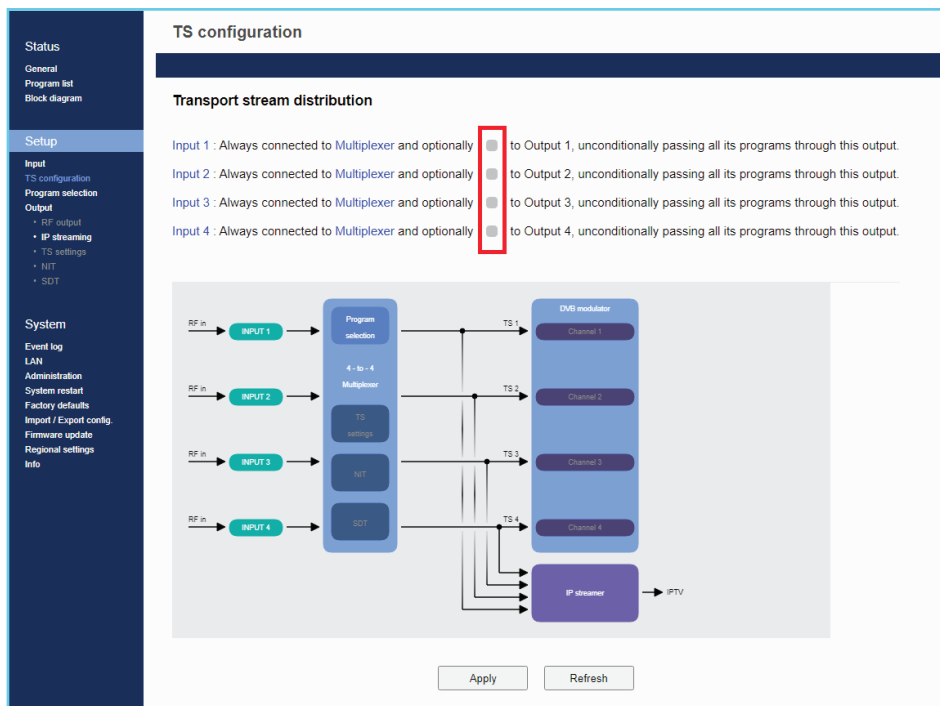 Status
General
Program list
Block diagram
Setup
Input
TS configuration
Program selection
Output
• RF output
• IP streaming
• TS settings
• NIT
• SDT
System
Event log
LAN
Administration
System restart
Factory defaults
Import / Export config.
Firmware update
Regional settings
Info
TS configuration
Transport stream distribution
Input 1 : Always connected to Multiplexer and optionally to Output 1, unconditionally passing all its programs through this output.
Input 2 : Always connected to Multiplexer and optionally to Output 2, unconditionally passing all its programs through this output.
Input 3 : Always connected to Multiplexer and optionally to Output 3, unconditionally passing all its programs through this output.
Input 4 : Always connected to Multiplexer and optionally to Output 4, unconditionally passing all its programs through this output.
RF in
INPUT 1
RF in
INPUT 2
RF in
INPUT 3
RF in
INPUT 4
Program
selection
4 - to - 4
Multiplexer
TS
settings
NIT
SDT
TS 1
TS 2
TS 3
TS 4
DVB modulator
Channel 1
Channel 2
Channel 3
Channel 4
IP streamer
IPTV
Apply
Refresh